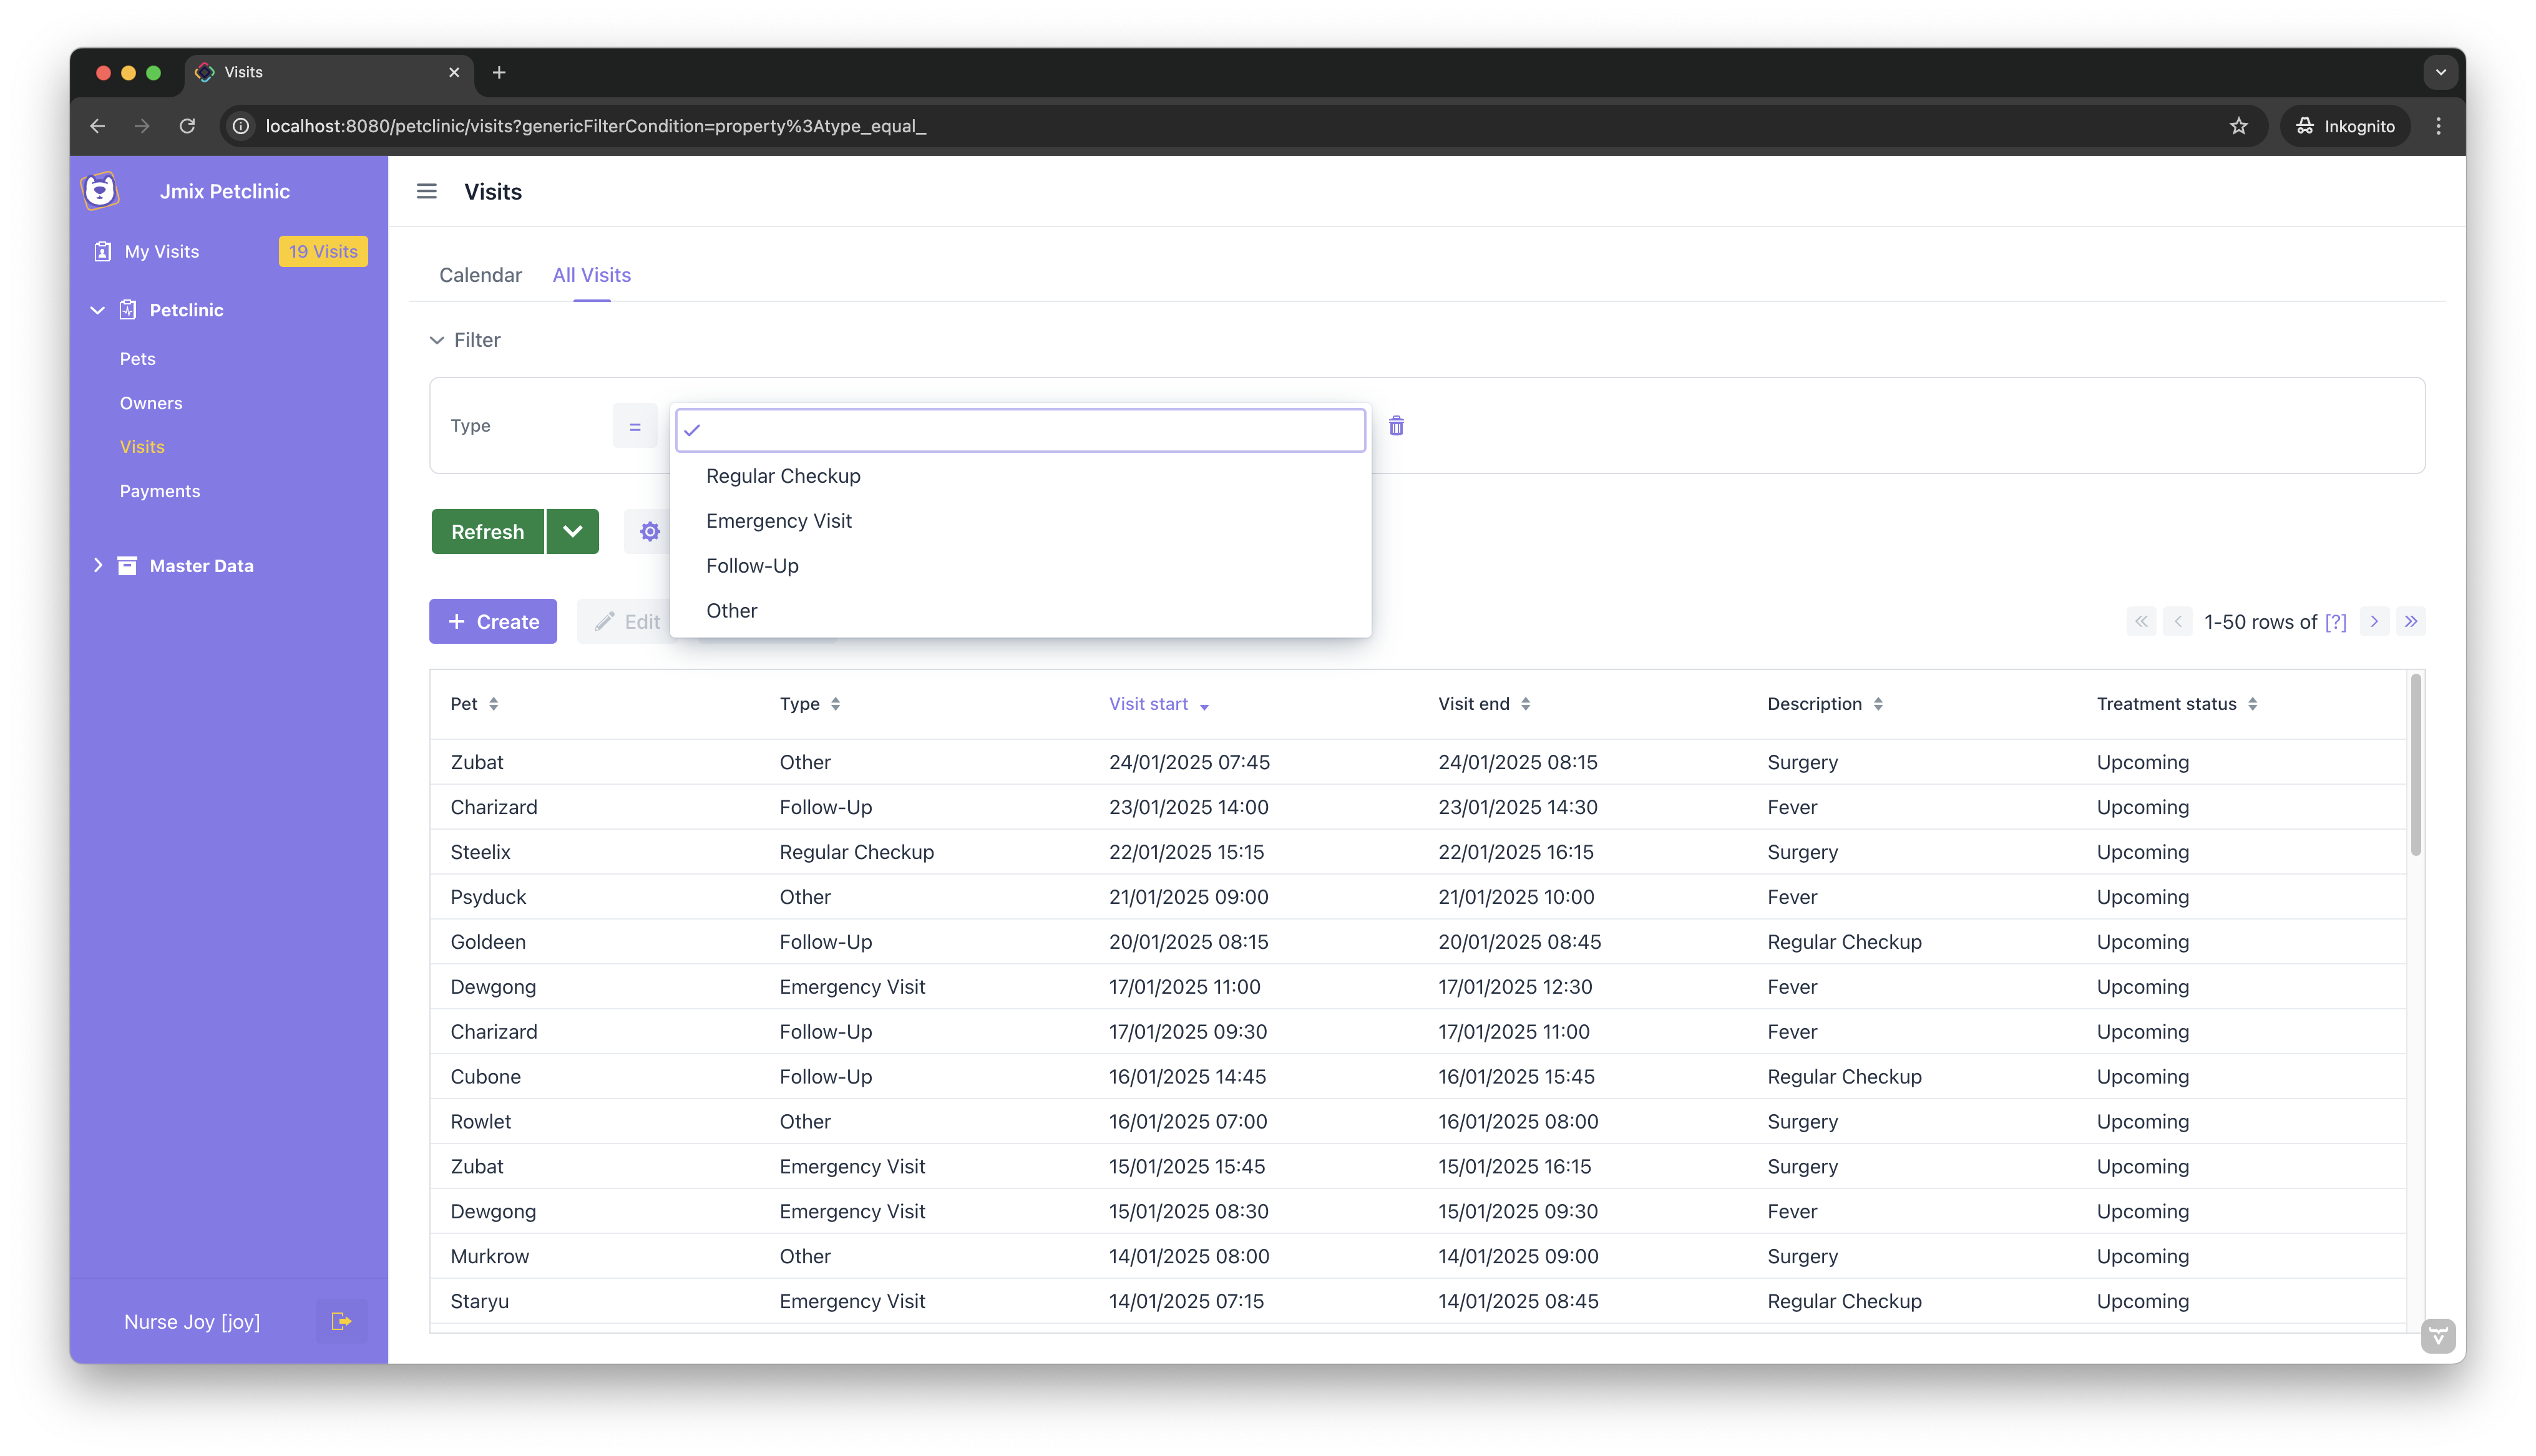 Visits
localhost:8080/petclinic/visits?genericFilterCondition=property%3Atype_equal_
Inkognito
Jmix Petclinic
Visits
My Visits
19 Visits
Petclinic
Pets
Owners
Visits
Payments
Master Data
Nurse Joy [joy]
Calendar
All Visits
Filter
Type
=
Regular Checkup
Emergency Visit
Follow-Up
Other
Refresh
Create
Edit
1-50 rows of [?]
Pet Type Visit start Visit end Description Treatment status
Zubat Other 24/01/2025 07:45 24/01/2025 08:15 Surgery Upcoming
Charizard Follow-Up 23/01/2025 14:00 23/01/2025 14:30 Fever Upcoming
Steelix Regular Checkup 22/01/2025 15:15 22/01/2025 16:15 Surgery Upcoming
Psyduck Other 21/01/2025 09:00 21/01/2025 10:00 Fever Upcoming
Goldeen Follow-Up 20/01/2025 08:15 20/01/2025 08:45 Regular Checkup Upcoming
Dewgong Emergency Visit 17/01/2025 11:00 17/01/2025 12:30 Fever Upcoming
Charizard Follow-Up 17/01/2025 09:30 17/01/2025 11:00 Fever Upcoming
Cubone Follow-Up 16/01/2025 14:45 16/01/2025 15:45 Regular Checkup Upcoming
Rowlet Other 16/01/2025 07:00 16/01/2025 08:00 Surgery Upcoming
Zubat Emergency Visit 15/01/2025 15:45 15/01/2025 16:15 Surgery Upcoming
Dewgong Emergency Visit 15/01/2025 08:30 15/01/2025 09:30 Fever Upcoming
Murkrow Other 14/01/2025 08:00 14/01/2025 09:00 Surgery Upcoming
Staryu Emergency Visit 14/01/2025 07:15 14/01/2025 08:45 Regular Checkup Upcoming